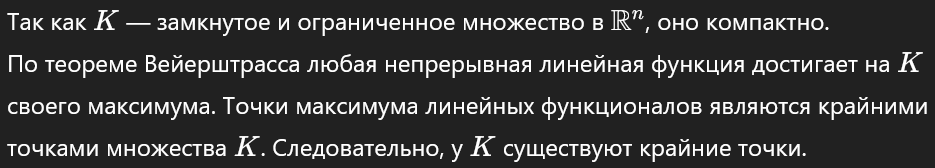 Так как K — замкнутое и ограниченное множество в ℝⁿ, оно компактно.
По теореме Вейерштрасса любая непрерывная линейная функция достигает на K
своего максимума. Точки максимума линейных функционалов являются крайними
точками множества K. Следовательно, у K существуют крайние точки.